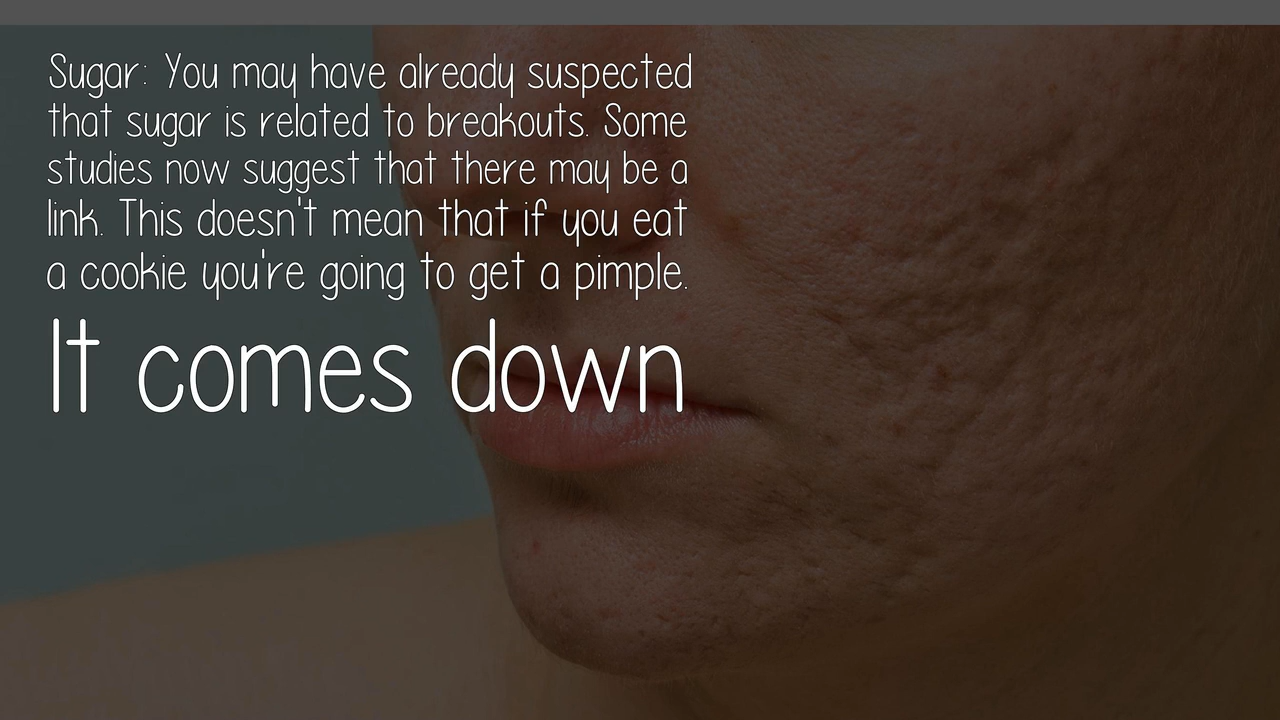 Sugar: You may have already suspected
that sugar is related to breakouts. Some
studies now suggest that there may be a
link. This doesn't mean that if you eat
a cookie you're going to get a pimple.
It comes down